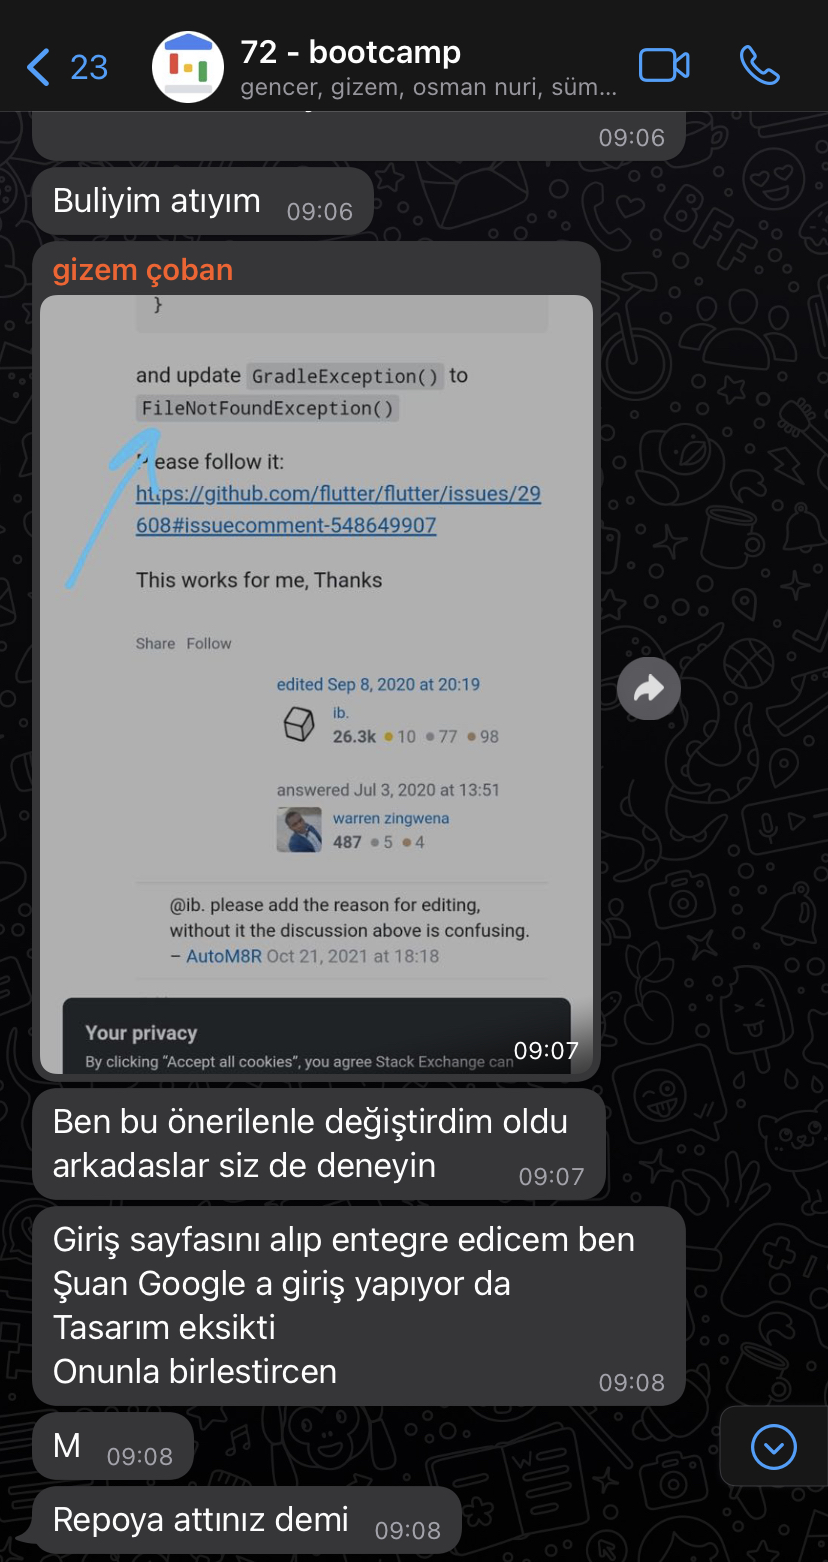 23
72 - bootcamp
gencer, gizem, osman nuri, süm...
09:06
Buliyim atıyım 09:06
gizem çoban
}
and update GradleException() to
FileNotFoundException()
Please follow it:
https://github.com/flutter/flutter/issues/29
608#issuecomment-548649907
This works for me, Thanks
Share Follow
edited Sep 8, 2020 at 20:19
ib.
26.3k 10 77 98
answered Jul 3, 2020 at 13:51
warren zingwena
487 5 4
@ib. please add the reason for editing,
without it the discussion above is confusing.
– AutoM8R Oct 21, 2021 at 18:18
Your privacy
By clicking “Accept all cookies”, you agree Stack Exchange can
09:07
Ben bu önerilenle değiştirdim oldu
arkadaslar siz de deneyin 09:07
Giriş sayfasını alıp entegre edicem ben
Şuan Google a giriş yapıyor da
Tasarım eksikti
Onunla birlestircen 09:08
M 09:08
Repoya attınız demi 09:08